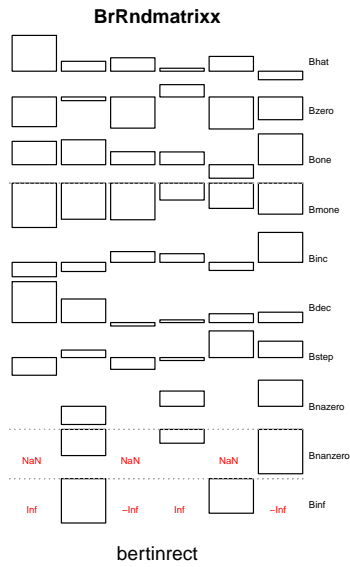 BrRndmatrixx
Bhat
Bzero
Bone
Bmone
Binc
Bdec
Bstep
Bnazero
NaN NaN NaN Bnanzero
Inf −Inf Inf −Inf Binf
bertinrect